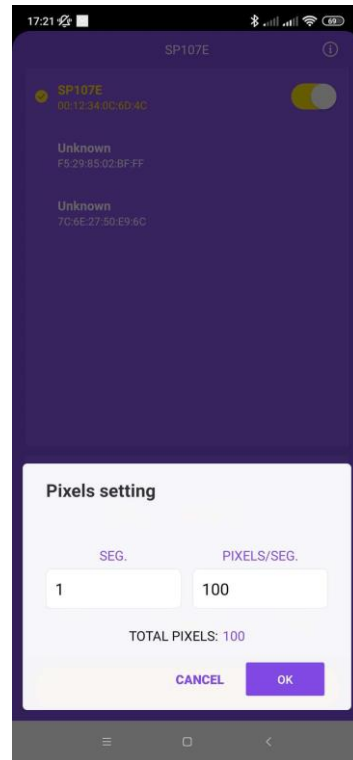 17:21
69
SP107E
SP107E
00:12:34:0C:6D:4C
Unknown
F5:29:85:02:BF:FF
Unknown
7C:6E:27:50:E9:6C
Pixels setting
SEG. PIXELS/SEG.
1 100
TOTAL PIXELS: 100
CANCEL OK